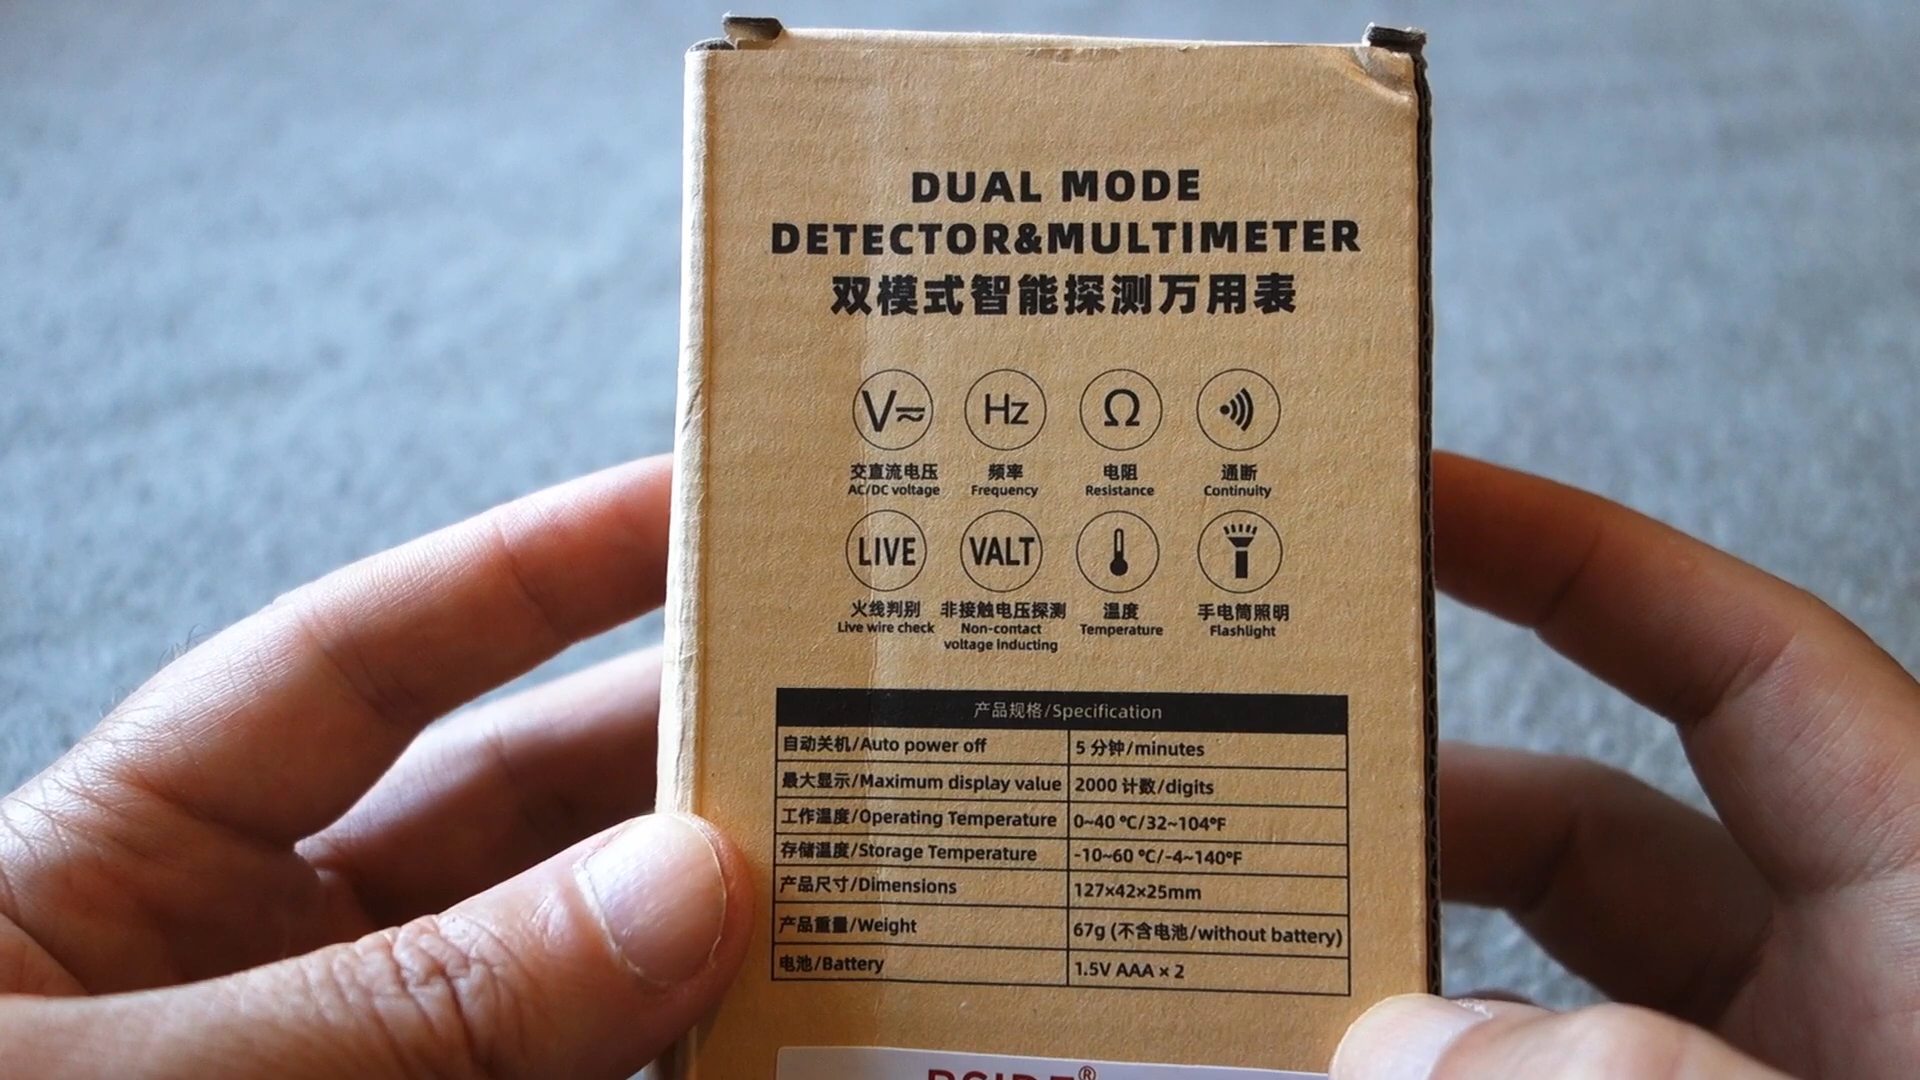 DUAL MODE
DETECTOR&MULTIMETER
双模式智能探测万用表
V Hz Ω
交直流电压 频率 电阻 通断
AC/DC voltage Frequency Resistance Continuity
LIVE VALT
火线判别 非接触电压探测 温度 手电筒照明
Live wire check Non-contact Temperature Flashlight
voltage Inducting
产品规格/Specification
自动关机/Auto power off 5 分钟/minutes
最大显示/Maximum display value 2000 计数/digits
工作温度/Operating Temperature 0~40 ℃/32~104℉
存储温度/Storage Temperature -10~60 ℃/-4~140℉
产品尺寸/Dimensions 127×42×25mm
产品重量/Weight 67g (不含电池/without battery)
电池/Battery 1.5V AAA × 2